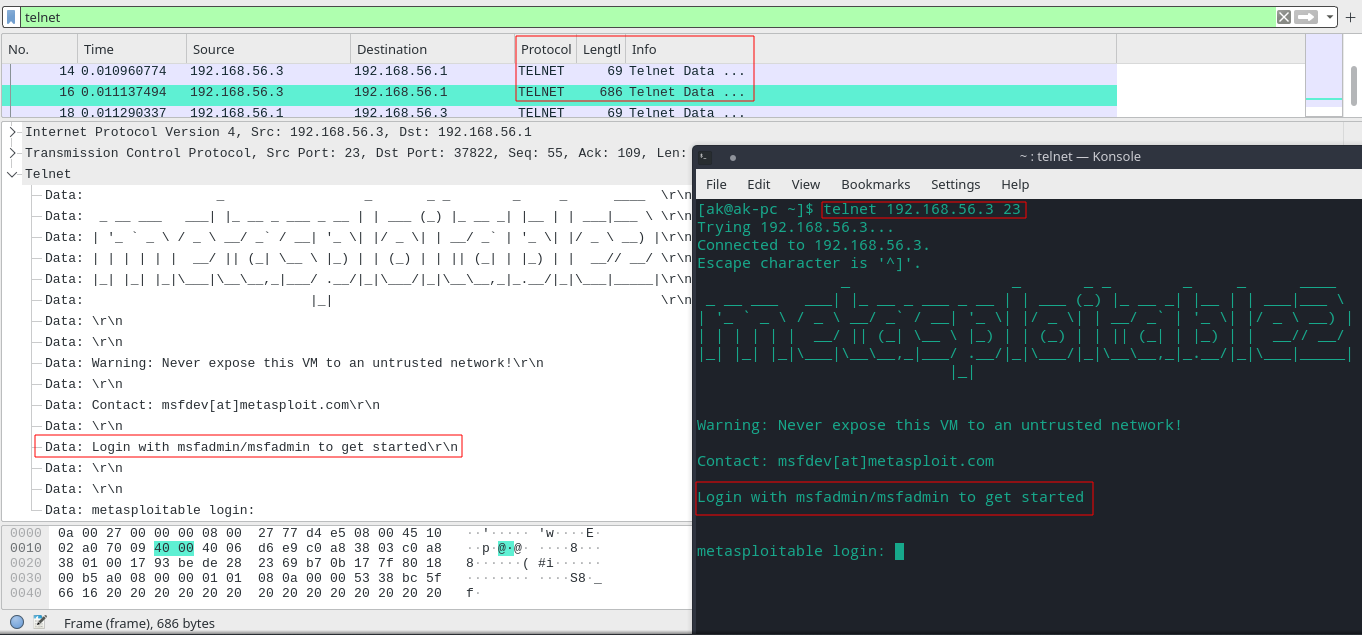 telnet
No. Time Source Destination Protocol Lengtl Info
14 0.010960774 192.168.56.3 192.168.56.1 TELNET 69 Telnet Data ...
16 0.011137494 192.168.56.3 192.168.56.1 TELNET 686 Telnet Data ...
18 0.011290337 192.168.56.1 192.168.56.3 TELNET 69 Telnet Data ...
Internet Protocol Version 4, Src: 192.168.56.3, Dst: 192.168.56.1
Transmission Control Protocol, Src Port: 23, Dst Port: 37822, Seq: 55, Ack: 109, Len:
Telnet
Data:                 _                  _       _ _        _     _      ____  \r\n
Data:  _ __ ___   ___| |_ __ _ ___ _ __ | | ___ (_) |_ __ _| |__ | | ___|___ \ \r\n
Data: | '_ ` _ \ / _ \ __/ _` / __| '_ \| |/ _ \| | __/ _` | '_ \| |/ _ \ __) |\r\n
Data: | | | | | |  __/ || (_| \__ \ |_) | | (_) | | || (_| | |_) | |  __// __/ \r\n
Data: |_| |_| |_|\___|\__\__,_|___/ .__/|_|\___/|_|\__\__,_|_.__/|_|\___|_____|\r\n
Data:                             |_|                                          \r\n
Data: \r\n
Data: \r\n
Data: Warning: Never expose this VM to an untrusted network!\r\n
Data: \r\n
Data: Contact: msfdev[at]metasploit.com\r\n
Data: \r\n
Data: Login with msfadmin/msfadmin to get started\r\n
Data: \r\n
Data: \r\n
Data: metasploitable login:
0000 0a 00 27 00 00 00 08 00 27 77 d4 e5 08 00 45 10 ··'····· 'w····E·
0010 02 a0 70 09 40 00 40 06 d6 e9 c0 a8 38 03 c0 a8 ··p·@·@· ····8···
0020 38 01 00 17 93 be de 28 23 69 b7 0b 17 7f 80 18 8······( #i······
0030 00 b5 a0 08 00 00 01 01 08 0a 00 00 53 38 bc 5f ········ ····S8·_
0040 66 16 20 20 20 20 20 20 20 20 20 20 20 20 20 20 f·
Frame (frame), 686 bytes
~ : telnet — Konsole
File Edit View Bookmarks Settings Help
[ak@ak-pc ~]$ telnet 192.168.56.3 23
Trying 192.168.56.3...
Connected to 192.168.56.3.
Escape character is '^]'.
                _                  _       _ _        _     _      ____
 _ __ ___   ___| |_ __ _ ___ _ __ | | ___ (_) |_ __ _| |__ | | ___|___ \
| '_ ` _ \ / _ \ __/ _` / __| '_ \| |/ _ \| | __/ _` | '_ \| |/ _ \ __) |
| | | | | |  __/ || (_| \__ \ |_) | | (_) | | || (_| | |_) | |  __// __/
|_| |_| |_|\___|\__\__,_|___/ .__/|_|\___/|_|\__\__,_|_.__/|_|\___|_____|
                            |_|
Warning: Never expose this VM to an untrusted network!
Contact: msfdev[at]metasploit.com
Login with msfadmin/msfadmin to get started
metasploitable login: